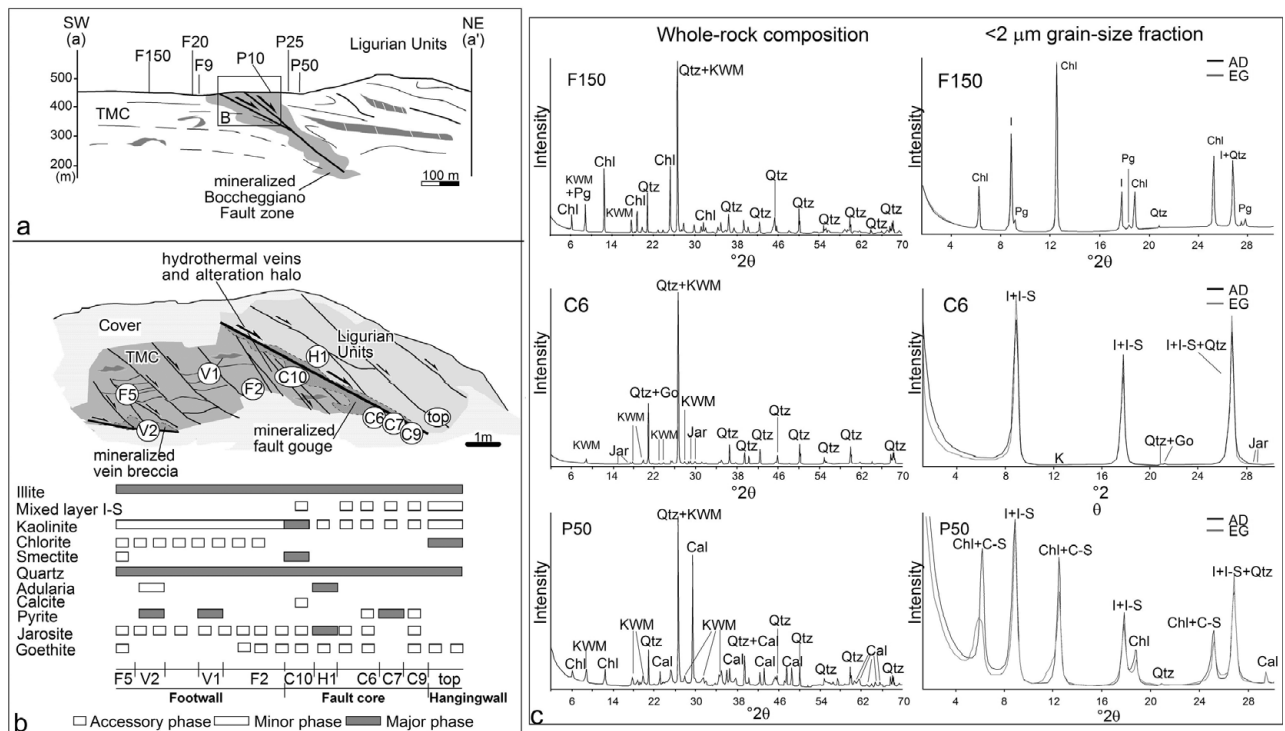 SW
(a)
NE
(a')
F150
F20
F9
P10
P25
P50
Ligurian Units
500
400
300
200
(m)
TMC
B
mineralized
Boccheggiano
Fault zone
100 m
a
hydrothermal veins
and alteration halo
Cover
TMC
Ligurian
Units
H1
V1
C10
F5
F2
V2
C6
C7
C9
top
mineralized
fault gouge
mineralized
vein breccia
1m
Illite
Mixed layer I-S
Kaolinite
Chlorite
Smectite
Quartz
Adularia
Calcite
Pyrite
Jarosite
Goethite
F5 V2 V1 F2 C10 H1 C6 C7 C9 top
Footwall Fault core Hangingwall
b
Accessory phase Minor phase Major phase
Whole-rock composition
<2 µm grain-size fraction
F150
Intensity
Qtz+KWM
KWM
+Pg
Chl
Chl
KWM
Chl
Qtz
Chl
Chl
Qtz
Qtz
Qtz
Qtz
Qtz
Qtz
Qtz
Qtz
6 14 22 30 38 46 54 62 70
°2θ
F150
AD
EG
Intensity
Chl
I
Pg
Chl
I
Pg
Chl
Qtz
Chl
I+Qtz
Pg
4 8 12 16 20 24 28
°2θ
C6
Intensity
Qtz+KWM
KWM
Jar
KWM
Qtz+Go
KWM
KWM
Jar
Qtz
Qtz
Qtz
Qtz
Qtz
Qtz
Qtz
Qtz
6 14 22 30 38 46 54 62 70
°2θ
C6
AD
EG
Intensity
I+I-S
K
I+I-S
I+I-S+Qtz
Qtz+Go
Jar
4 8 12 16 20 24 28
°2
θ
P50
Intensity
Qtz+KWM
Cal
Chl
KWM
Chl
KWM
Qtz
Cal
KWM
Cal
Qtz+Cal
Cal
Qtz
Cal
Qtz
Qtz
Qtz
Cal
Qtz
6 14 22 30 38 46 54 62 70
°2θ
P50
AD
EG
Intensity
Chl+C-S
I+I-S
Chl+C-S
I+I-S
Chl
Qtz
Chl+C-S
I+I-S+Qtz
Cal
4 8 12 16 20 24 28
°2θ
c